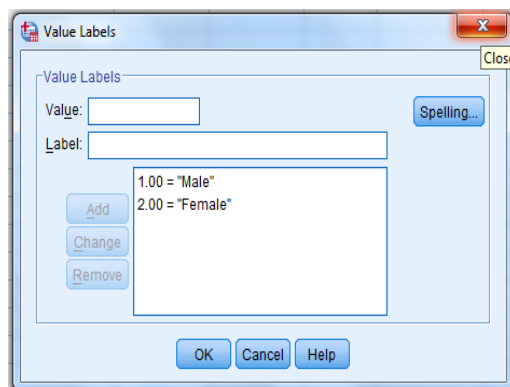 Value Labels
Clos
Value Labels
Value:
Spelling...
Label:
1.00 = "Male"
2.00 = "Female"
Add
Change
Remove
OK Cancel Help